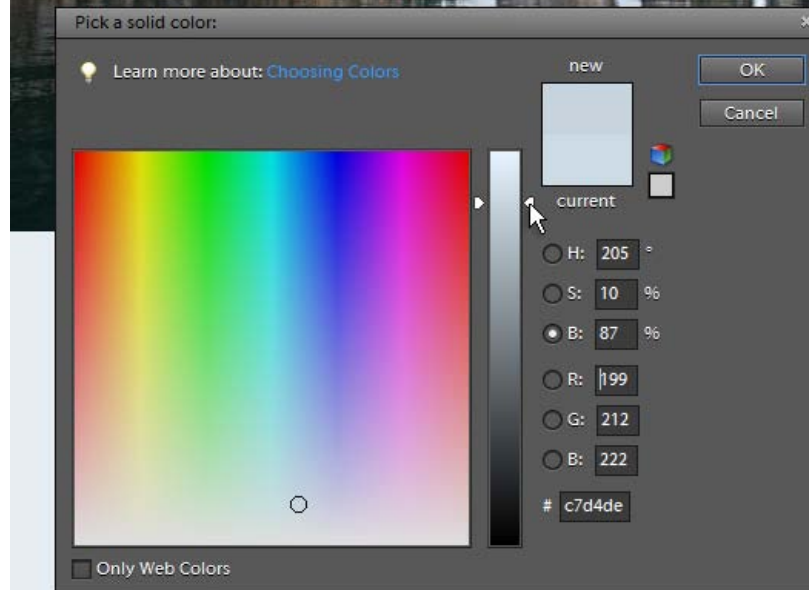 Pick a solid color:
Learn more about: Choosing Colors
new
OK
Cancel
current
H: 205 °
S: 10 %
B: 87 %
R: 199
G: 212
B: 222
# c7d4de
Only Web Colors